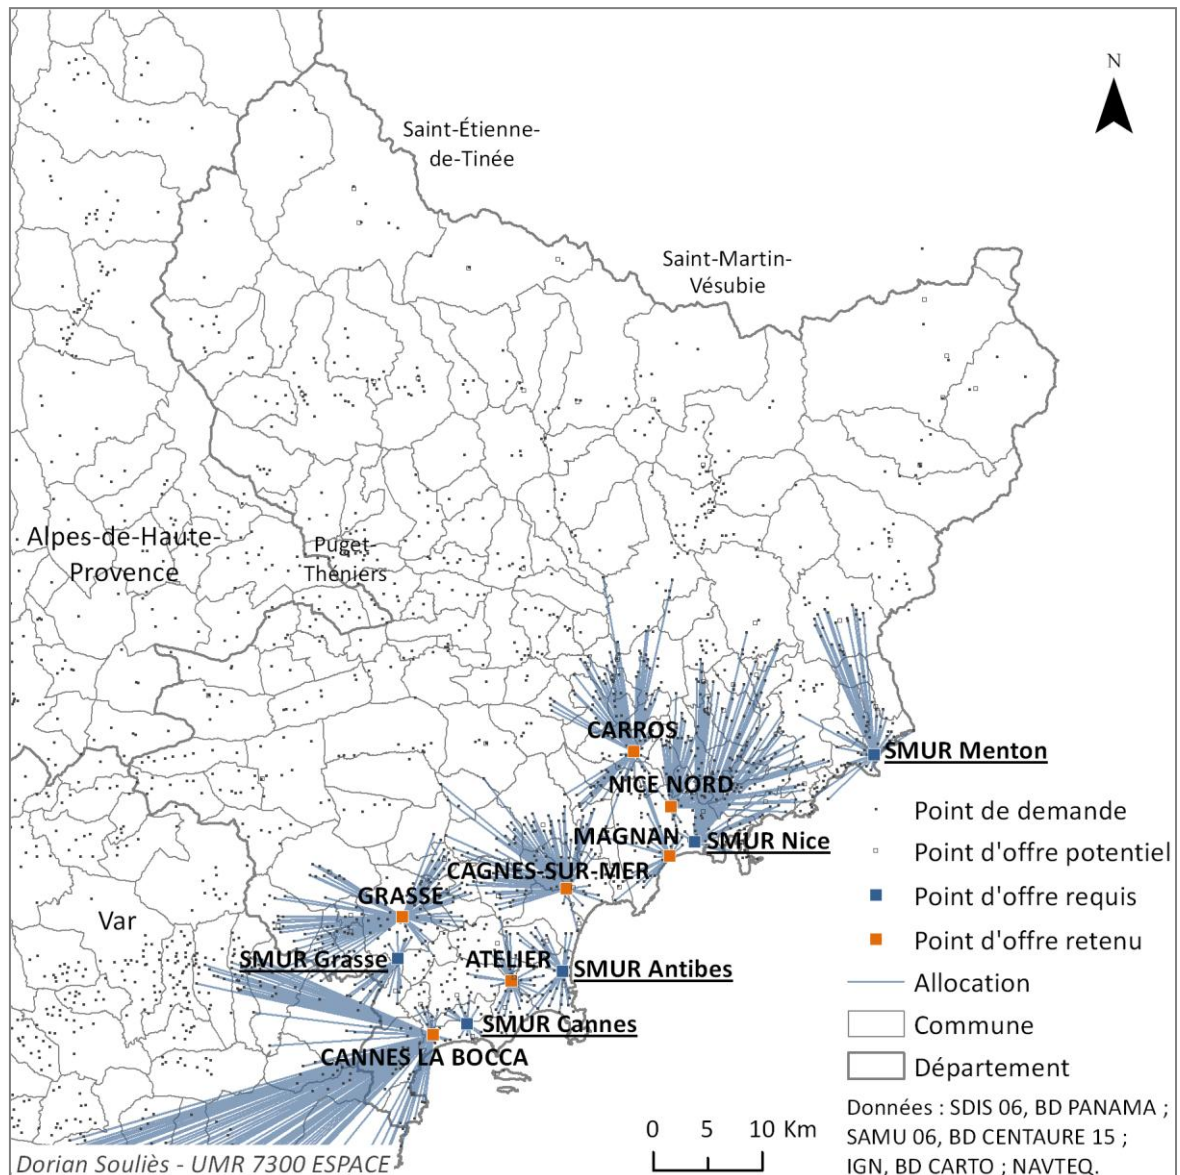 N
Saint-Étienne-
de-Tinée
Saint-Martin-
Vésubie
Alpes-de-Haute-
Provence
Puget-
Théniers
CARROS
SMUR Menton
NICE NORD
MAGNAN
SMUR Nice
CAGNES-SUR-MER
GRASSE
Var
SMUR Grasse
ATELIER
SMUR Antibes
SMUR Cannes
CANNES LA BOCCA
Point de demande
Point d'offre potentiel
Point d'offre requis
Point d'offre retenu
Allocation
Commune
Département
0 5 10 Km
Données : SDIS 06, BD PANAMA ;
SAMU 06, BD CENTAURE 15 ;
IGN, BD CARTO ; NAVTEQ.
Dorian Souliès - UMR 7300 ESPACE